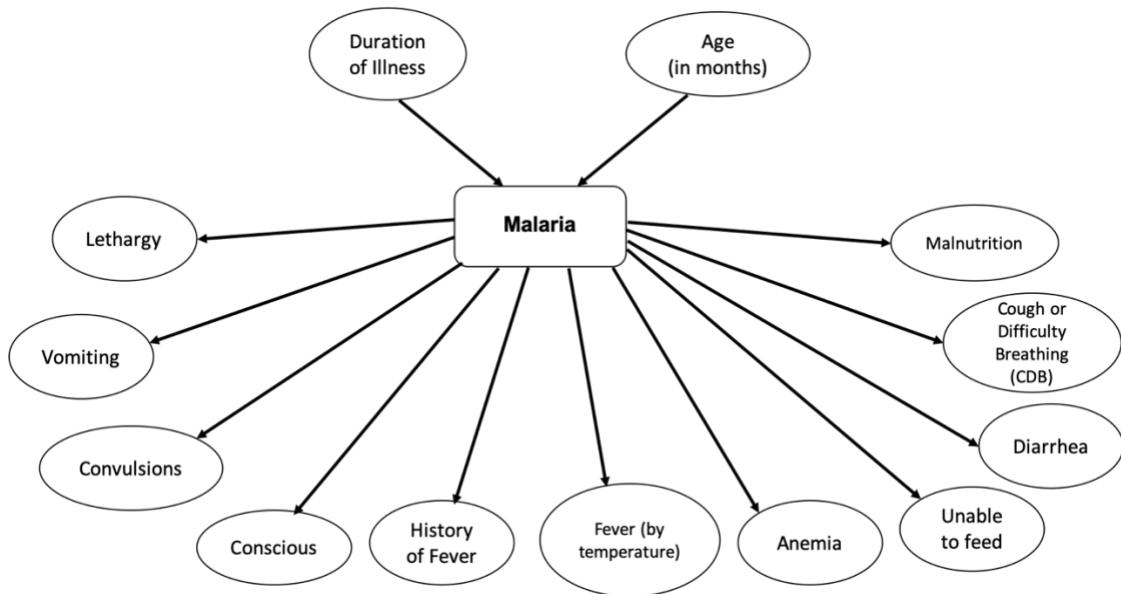 Duration
of Illness
Age
(in months)
Malaria
Lethargy
Malnutrition
Vomiting
Cough or
Difficulty
Breathing
(CDB)
Convulsions
Diarrhea
Conscious
History
of Fever
Fever (by
temperature)
Anemia
Unable
to feed